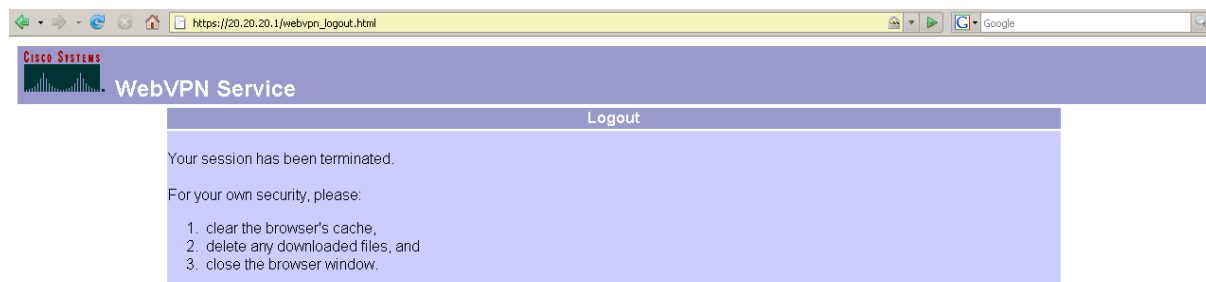 https://20.20.20.1/webvpn_logout.html
G Google
CISCO SYSTEMS
WebVPN Service
Logout
Your session has been terminated.
For your own security, please:
1. clear the browser's cache,
2. delete any downloaded files, and
3. close the browser window.